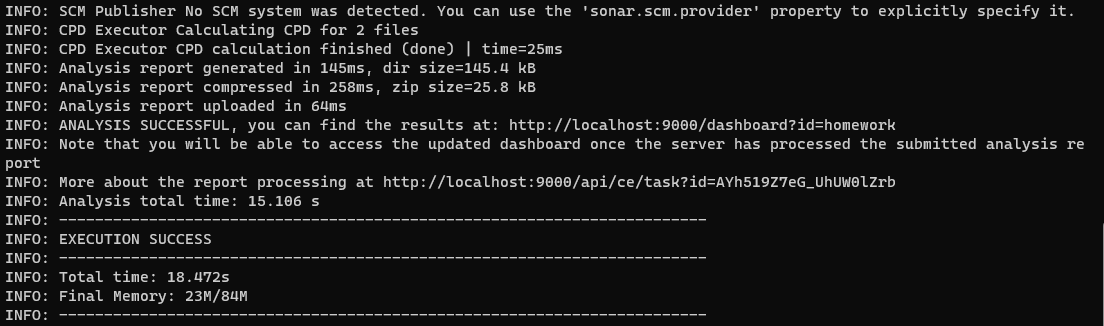 INFO: SCM Publisher No SCM system was detected. You can use the 'sonar.scm.provider' property to explicitly specify it.
INFO: CPD Executor Calculating CPD for 2 files
INFO: CPD Executor CPD calculation finished (done) | time=25ms
INFO: Analysis report generated in 145ms, dir size=145.4 kB
INFO: Analysis report compressed in 258ms, zip size=25.8 kB
INFO: Analysis report uploaded in 64ms
INFO: ANALYSIS SUCCESSFUL, you can find the results at: http://localhost:9000/dashboard?id=homework
INFO: Note that you will be able to access the updated dashboard once the server has processed the submitted analysis re
port
INFO: More about the report processing at http://localhost:9000/api/ce/task?id=AYh519Z7eG_UhUW0lZrb
INFO: Analysis total time: 15.106 s
INFO: ------------------------------------------------------------------------
INFO: EXECUTION SUCCESS
INFO: ------------------------------------------------------------------------
INFO: Total time: 18.472s
INFO: Final Memory: 23M/84M
INFO: ------------------------------------------------------------------------